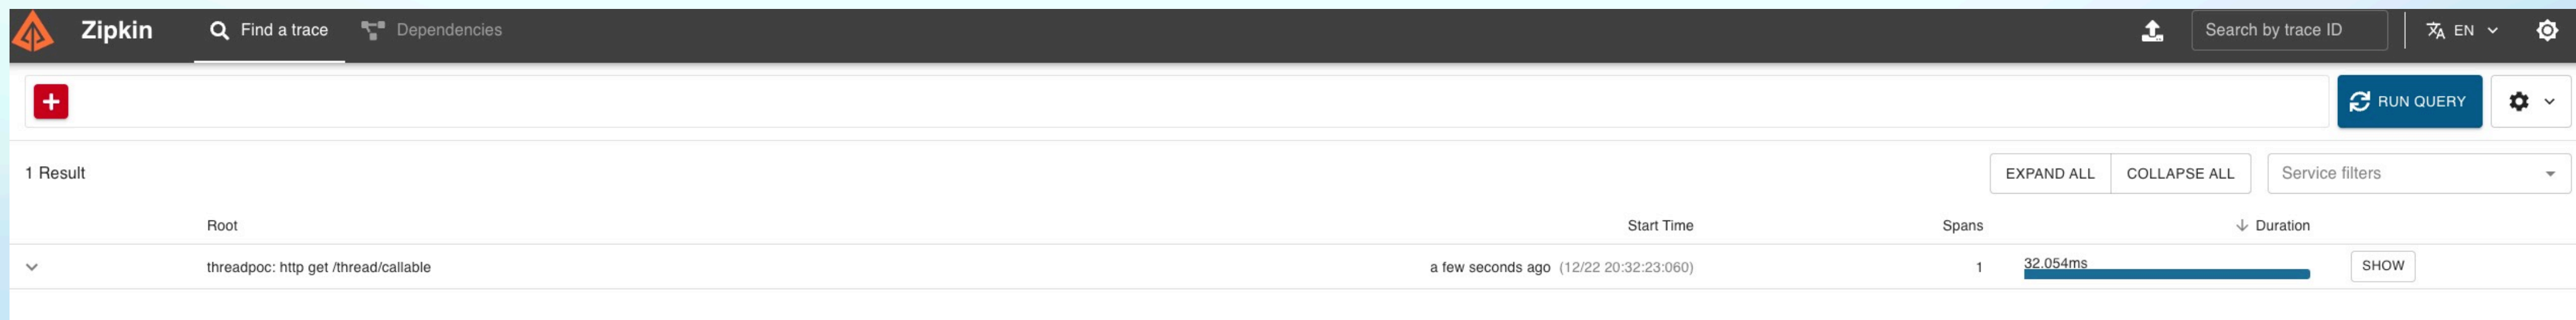 Zipkin Find a trace Dependencies Search by trace ID EN
RUN QUERY
1 Result EXPAND ALL COLLAPSE ALL Service filters
Root Start Time Spans Duration
threadpoc: http get /thread/callable a few seconds ago (12/22 20:32:23:060) 1 32.054ms SHOW